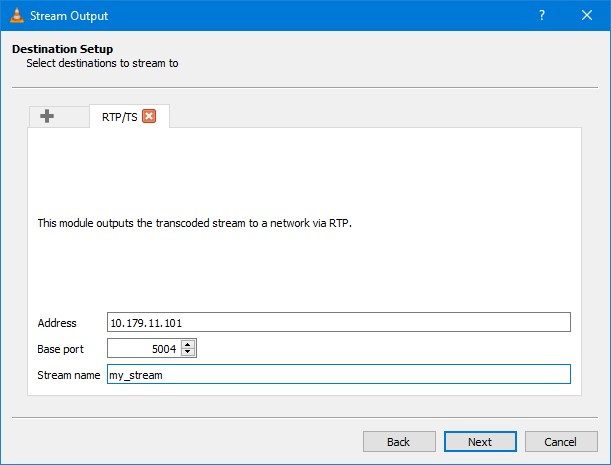 Stream Output
Destination Setup
Select destinations to stream to
RTP/TS
This module outputs the transcoded stream to a network via RTP.
Address 10.179.11.101
Base port 5004
Stream name my_stream
Back Next Cancel